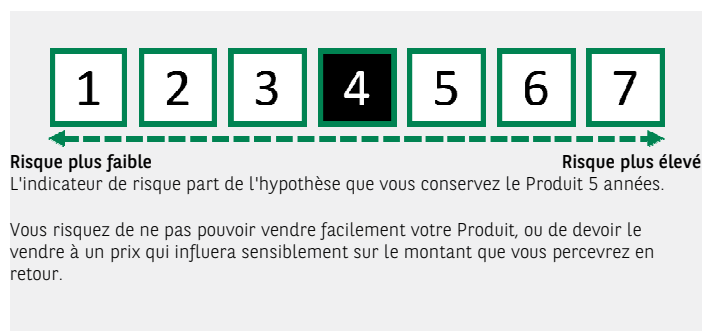 1 2 3 4 5 6 7
Risque plus faible Risque plus élevé
L'indicateur de risque part de l'hypothèse que vous conservez le Produit 5 années.
Vous risquez de ne pas pouvoir vendre facilement votre Produit, ou de devoir le
vendre à un prix qui influera sensiblement sur le montant que vous percevrez en
retour.